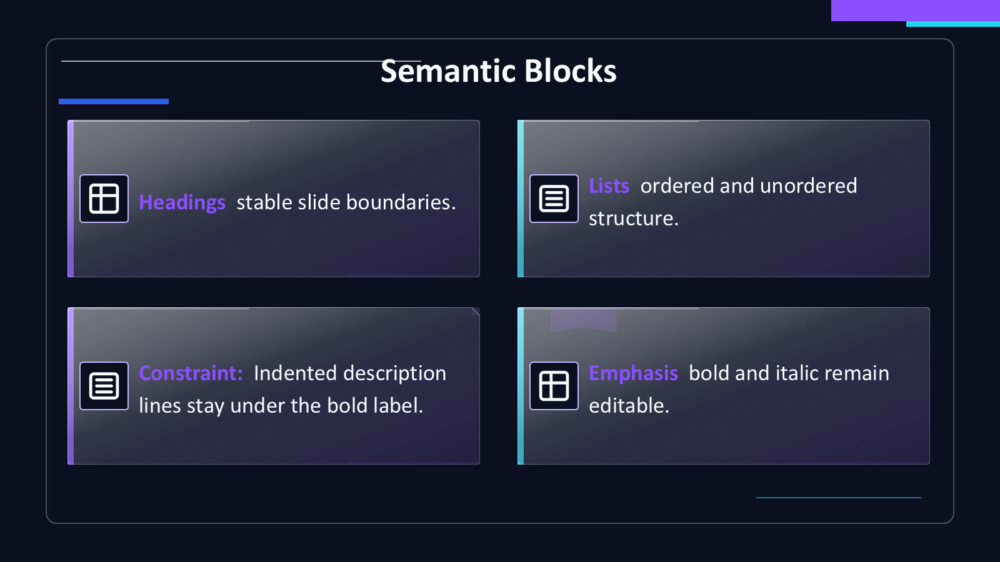 Semantic Blocks
Headings stable slide boundaries.
Lists ordered and unordered
structure.
Constraint: Indented description
lines stay under the bold label.
Emphasis bold and italic remain
editable.